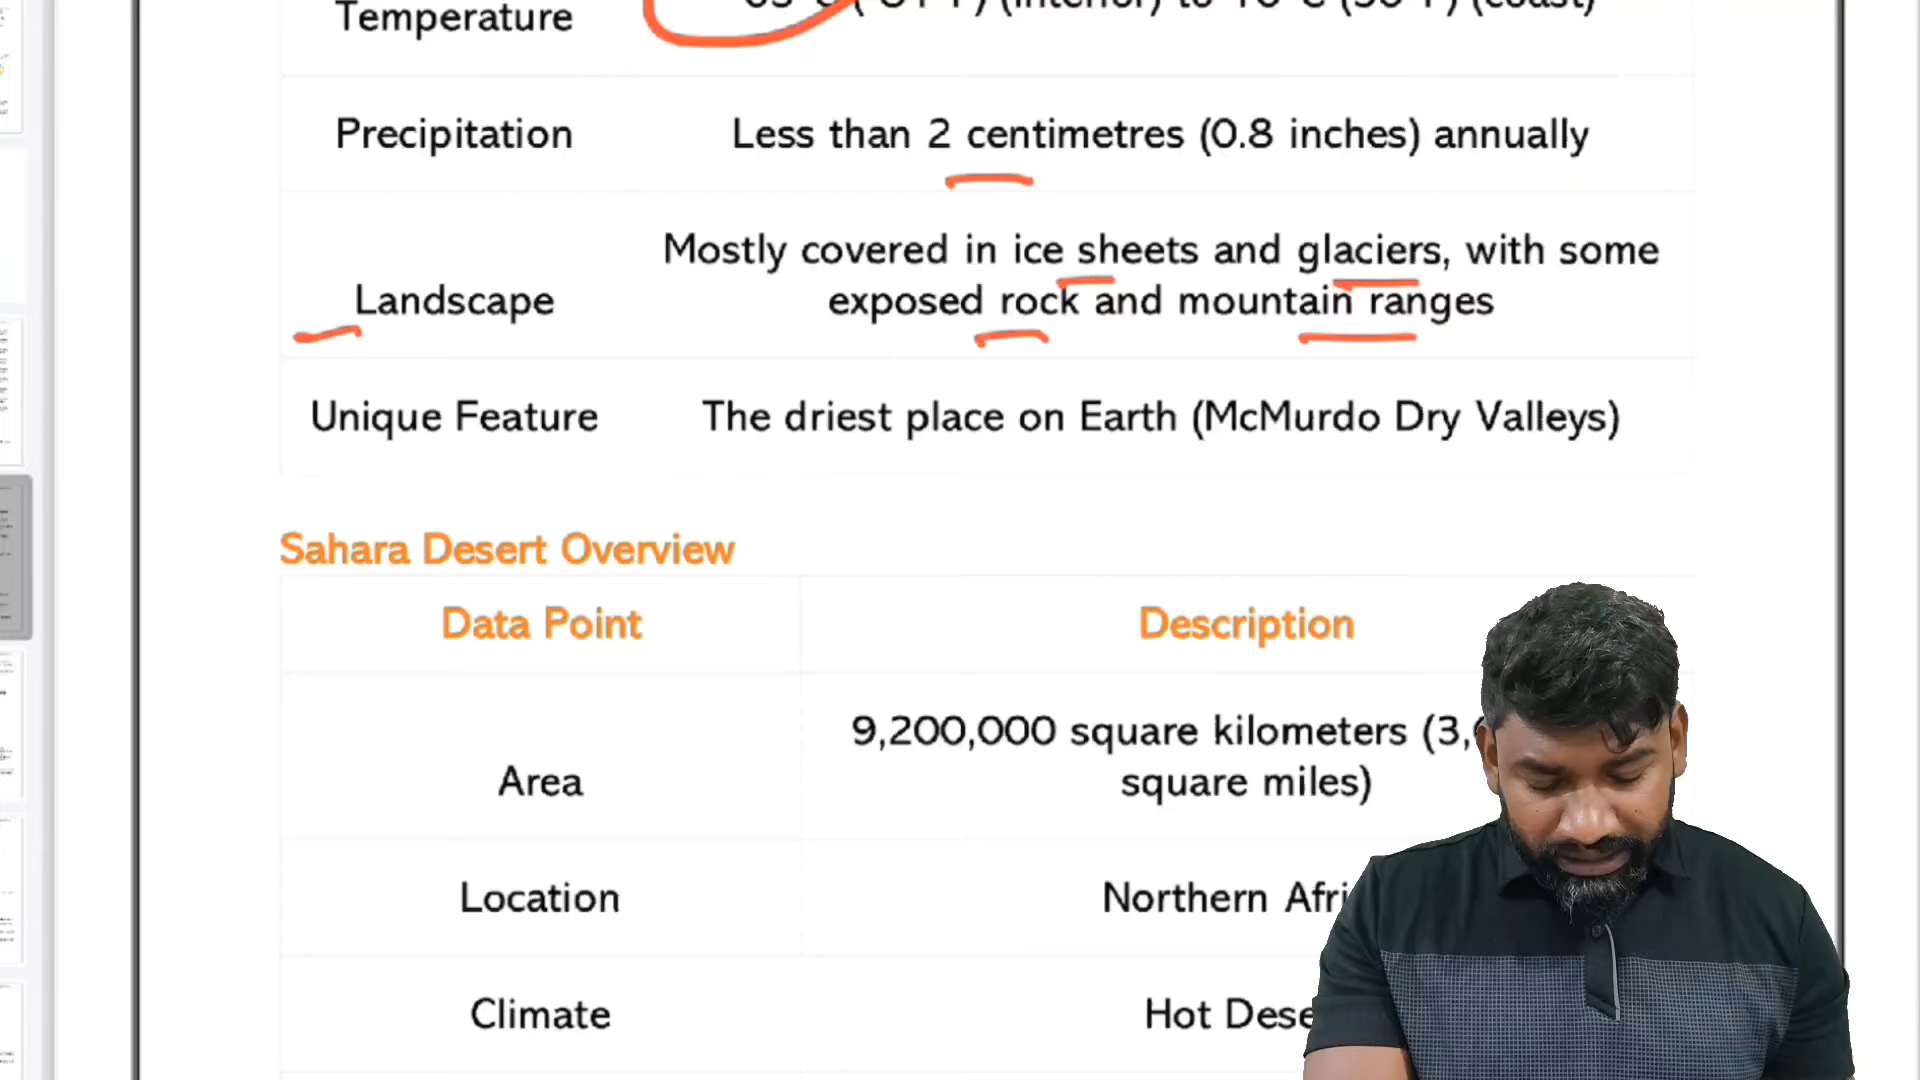 Temperature
Precipitation
Less than 2 centimetres (0.8 inches) annually
Landscape
Mostly covered in ice sheets and glaciers, with some
exposed rock and mountain ranges
Unique Feature
The driest place on Earth (McMurdo Dry Valleys)
Sahara Desert Overview
Data Point
Description
Area
9,200,000 square kilometers (3,
square miles)
Location
Northern Afri
Climate
Hot Dese